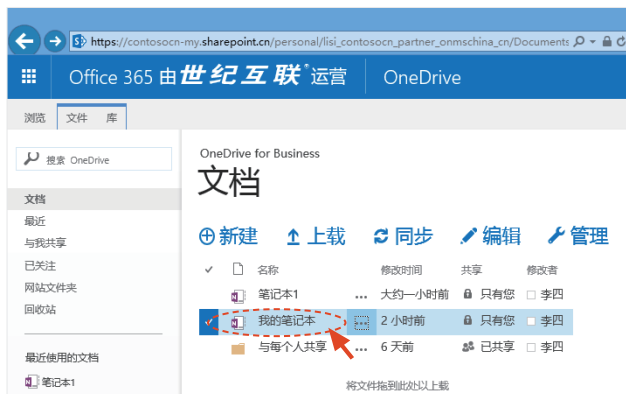 https://contosocn-my.sharepoint.cn/personal/lisi_contosocn_partner_onmschina_cn/Documents
Office 365 由世纪互联运营 OneDrive
浏览 文件 库
搜索 OneDrive
文档
最近
与我共享
已关注
网站文件夹
回收站
最近使用的文档
笔记本1
OneDrive for Business
文档
新建 上载 同步 编辑 管理
名称 修改时间 共享 修改者
笔记本1 ... 大约一小时前 只有您 李四
我的笔记本 ... 2 小时前 只有您 李四
与每个人共享 ... 6 天前 已共享 李四
将文件拖到此处以上载